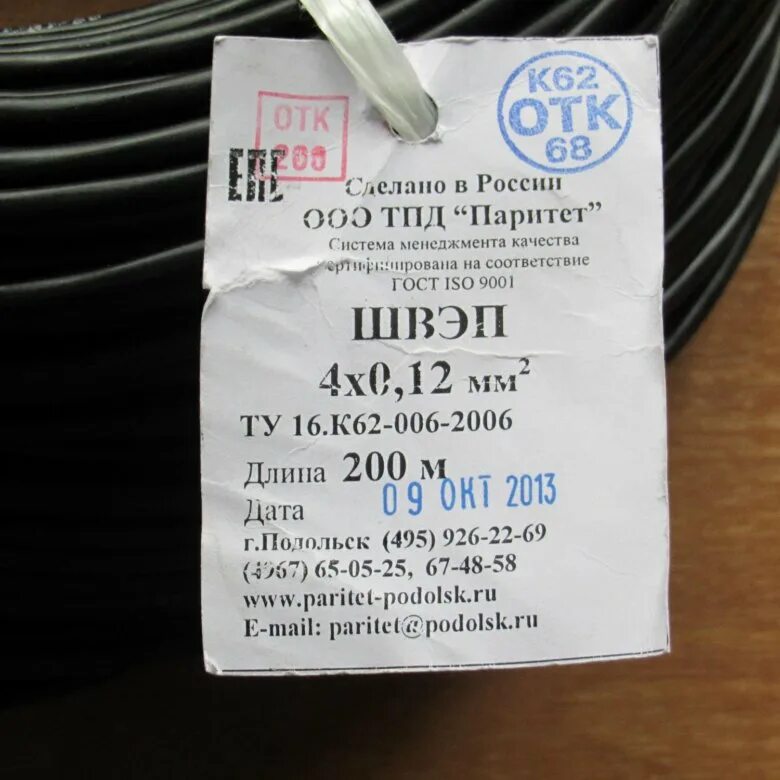 К62
ОТК
68
ОТК
ЕАС
Сделано в России
ООО ТПД “Паритет”
Система менеджмента качества
сертифицирована на соответствие
ГОСТ ISO 9001
ШВЭП
4х0,12 мм²
ТУ 16.К62-006-2006
Длина 200 м
Дата 09 ОКТ 2013
г.Подольск (495) 926-22-69
(4967) 65-05-25, 67-48-58
www.paritet-podolsk.ru
E-mail: paritet@podolsk.ru